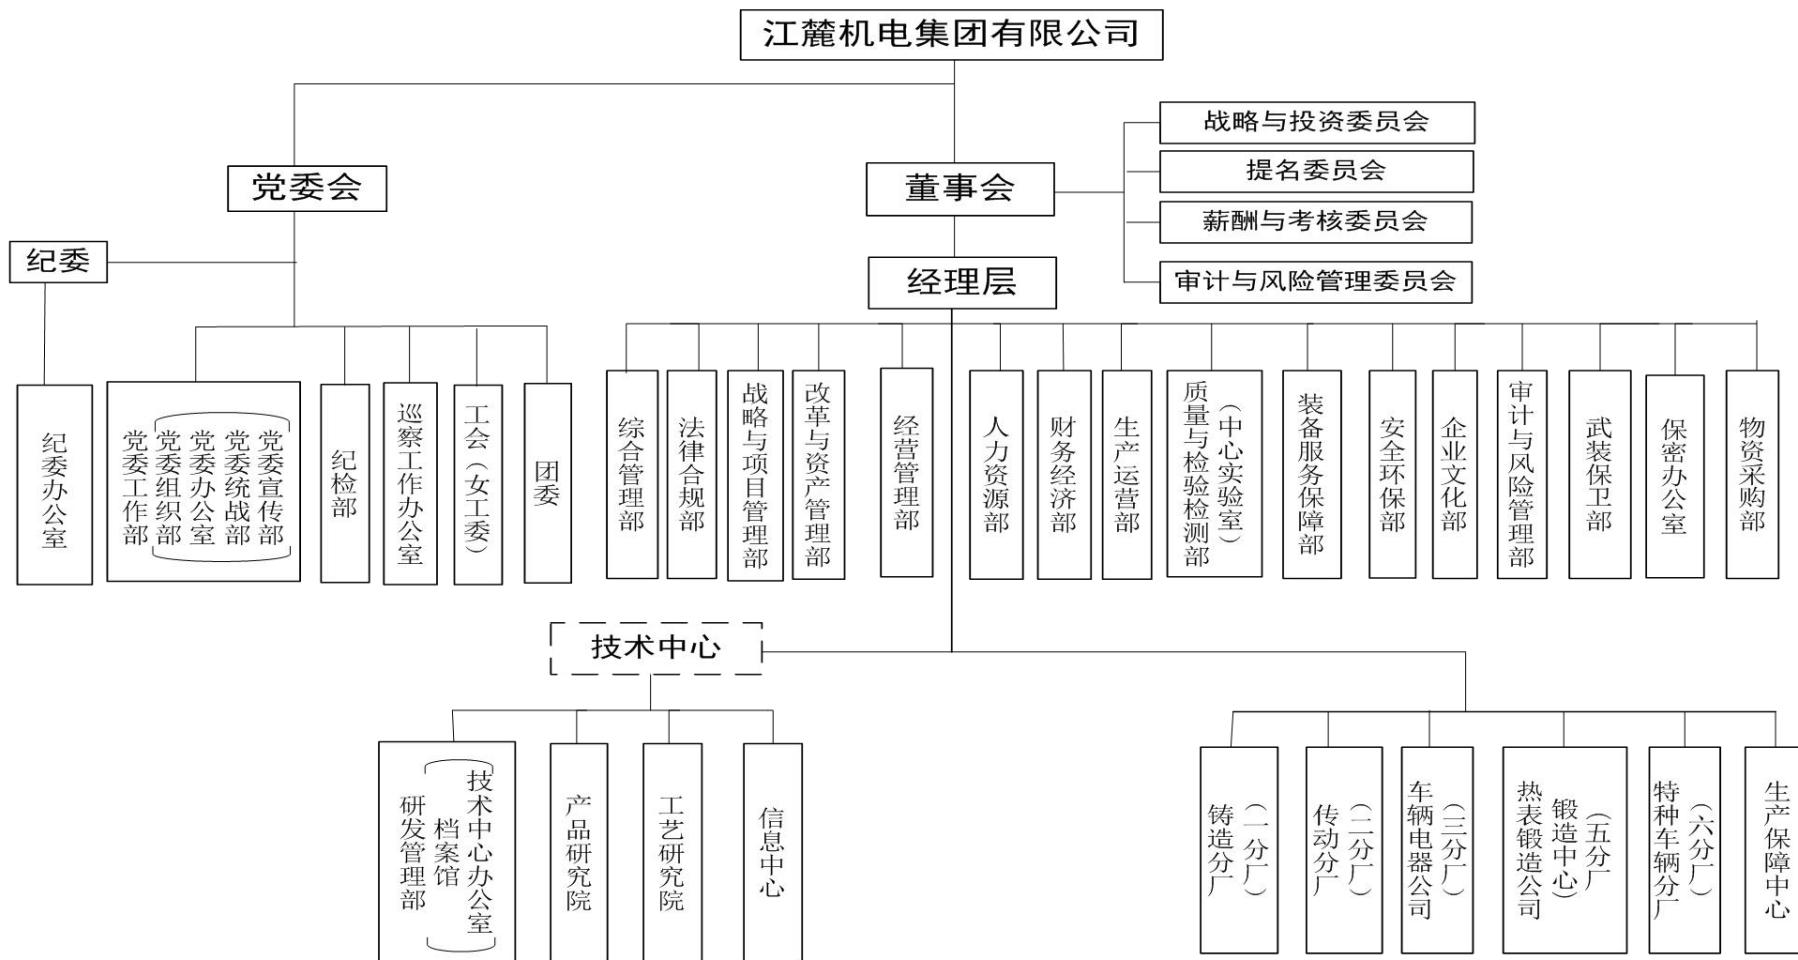 江麓机电集团有限公司
战略与投资委员会
提名委员会
薪酬与考核委员会
审计与风险管理委员会
党委会
董事会
纪委
经理层
纪委办公室
党委工作部
党委组织部
党委办公室
党委统战部
党委宣传部
纪检部
巡察工作办公室
工会（女工委）
团委
综合管理部
法律合规部
战略与项目管理部
改革与资产管理部
经营管理部
人力资源部
财务经济部
生产运营部
质量与检验检测部
（中心实验室）
装备服务保障部
安全环保部
企业文化部
审计与风险管理部
武装保卫部
保密办公室
物资采购部
技术中心
研发管理部
档案馆
技术中心办公室
产品研究院
工艺研究院
信息中心
铸造分厂
（一分厂）
传动分厂
（二分厂）
车辆电器公司
（三分厂）
热表锻造公司
锻造中心）
（五分厂
特种车辆分厂
（六分厂）
生产保障中心